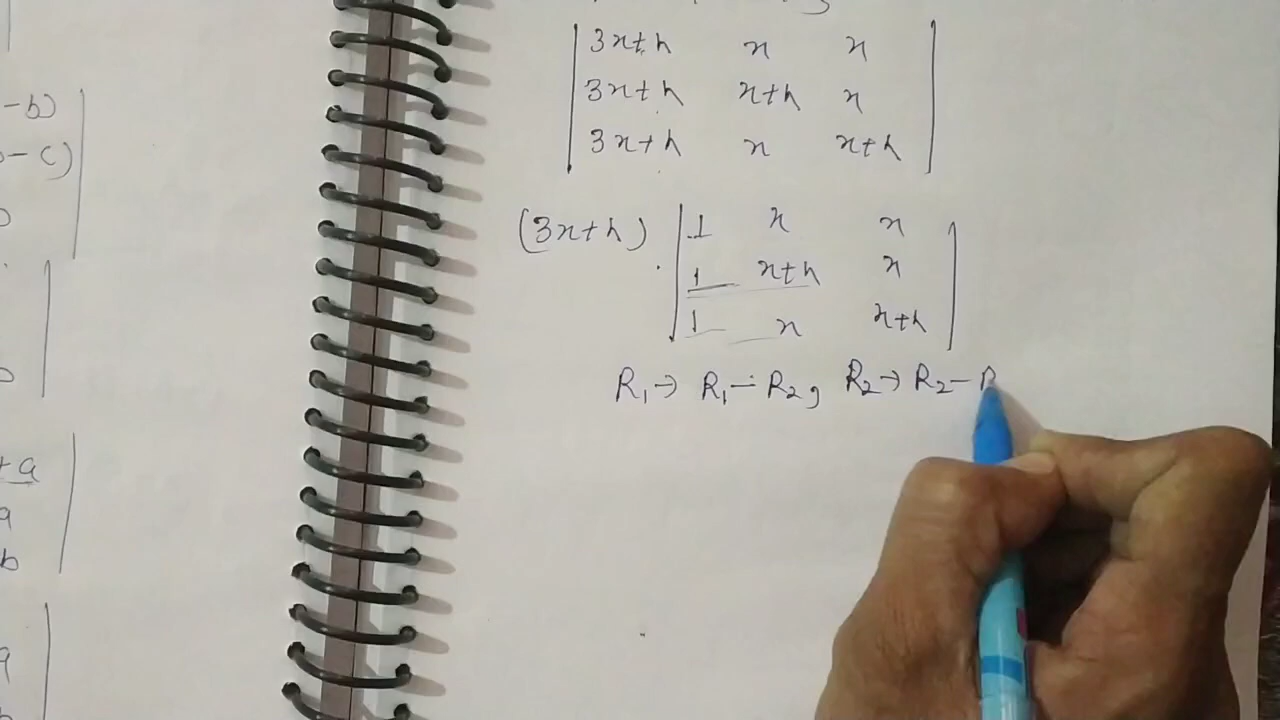 -b)
-c)
+a
a
b
a
3x+h x x
3x+h x+h x
3x+h x x+h
(3x+h) . 1 x x
1 x+h x
1 x x+h
R₁→ R₁-R₂, R₂→R₂-R